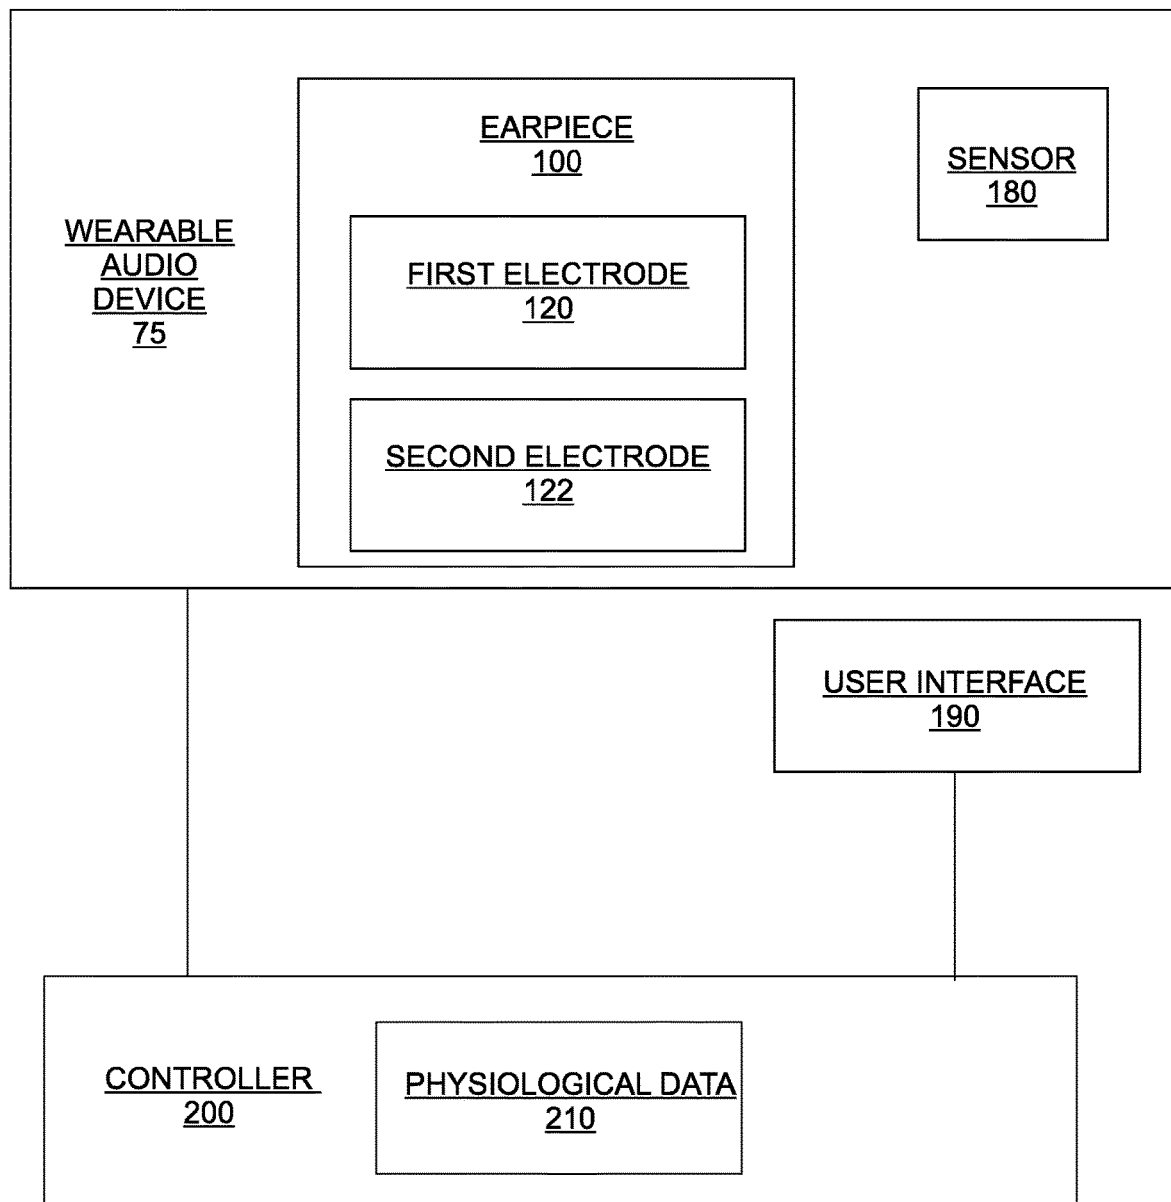 EARPIECE
100
SENSOR
180
WEARABLE
AUDIO
DEVICE
75
FIRST ELECTRODE
120
SECOND ELECTRODE
122
USER INTERFACE
190
CONTROLLER
200
PHYSIOLOGICAL DATA
210